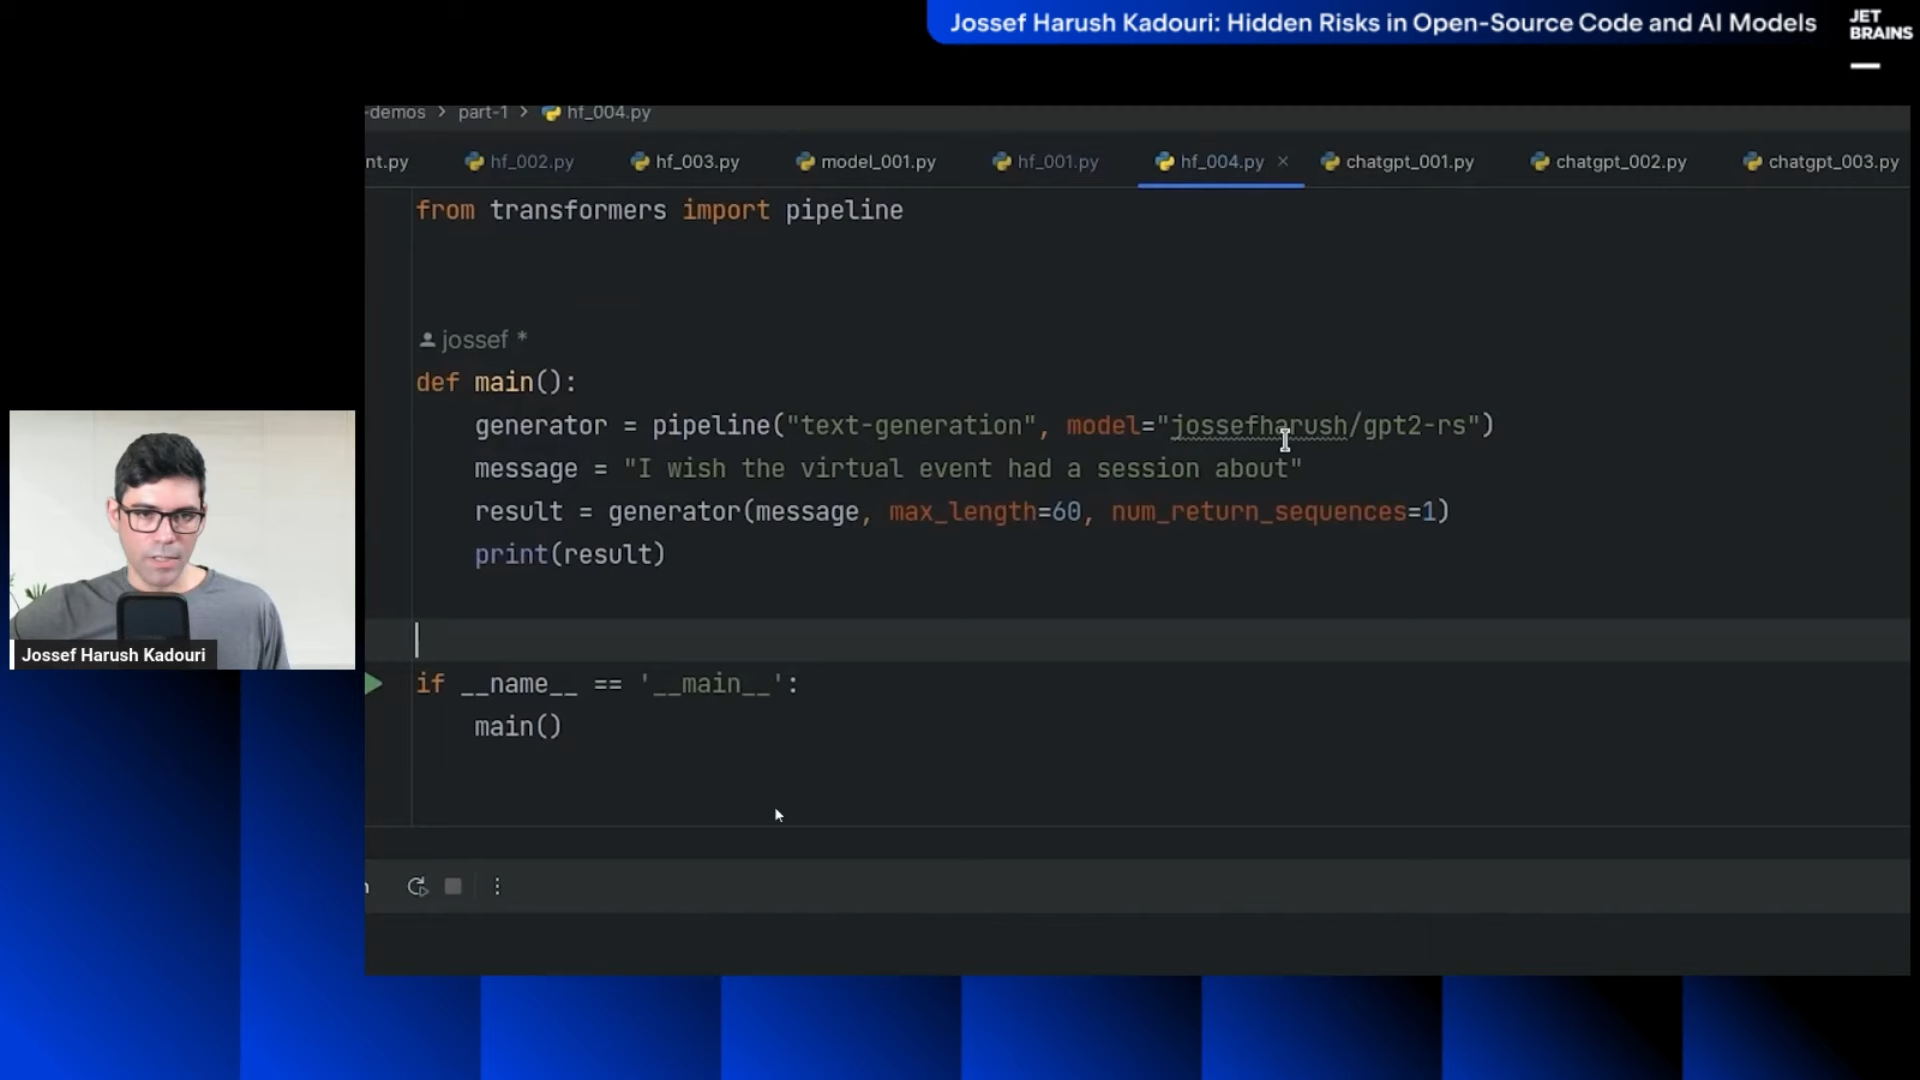 Jossef Harush Kadouri: Hidden Risks in Open-Source Code and AI Models
JET
BRAINS
-demos > part-1 > hf_004.py
nt.py hf_002.py hf_003.py model_001.py hf_001.py hf_004.py × chatgpt_001.py chatgpt_002.py chatgpt_003.py
from transformers import pipeline
jossef *
def main():
generator = pipeline("text-generation", model="jossefharush/gpt2-rs")
message = "I wish the virtual event had a session about"
result = generator(message, max_length=60, num_return_sequences=1)
print(result)
if __name__ == '__main__':
main()
Jossef Harush Kadouri